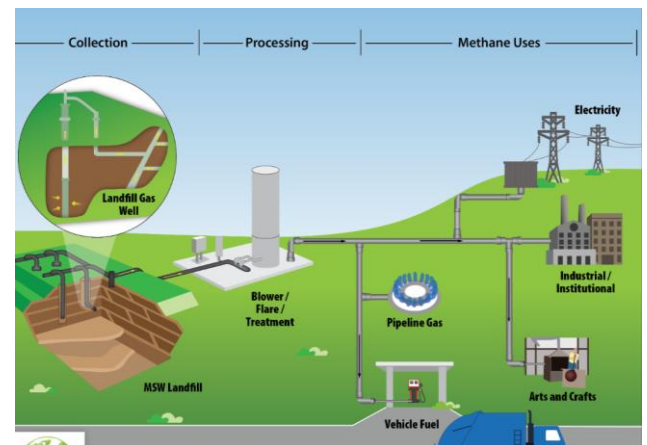 Collection
Processing
Methane Uses
Electricity
Landfill Gas
Well
Industrial /
Institutional
Blower /
Flare /
Treatment
Pipeline Gas
MSW Landfill
Arts and Crafts
Vehicle Fuel